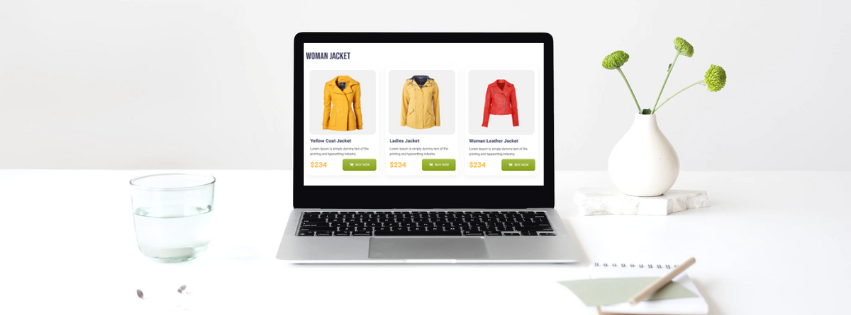 WOMAN JACKET
Yellow Coat Jacket
Lorem Ipsum is simply dummy text of the
printing and typesetting industry.
$234
BUY NOW
Ladies Jacket
Lorem Ipsum is simply dummy text of the
printing and typesetting industry.
$234
BUY NOW
Woman Leather Jacket
Lorem Ipsum is simply dummy text of the
printing and typesetting industry.
$234
BUY NOW